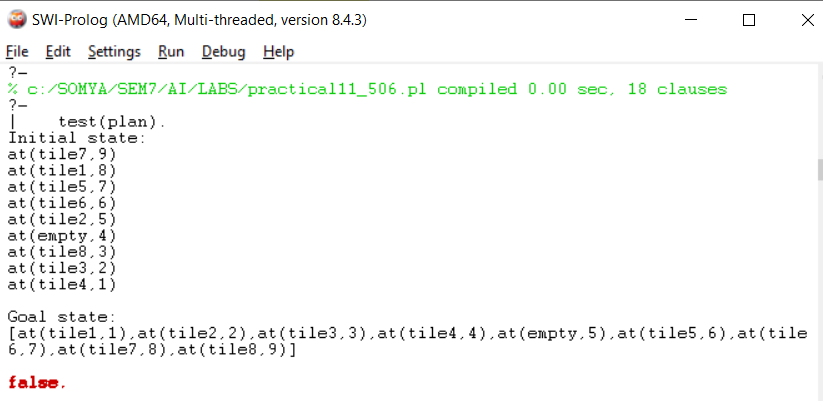 SWI-Prolog (AMD64, Multi-threaded, version 8.4.3)
File Edit Settings Run Debug Help
?-
% c:/SOMYA/SEM7/AI/LABS/practical11_506.pl compiled 0.00 sec, 18 clauses
?-
|    test(plan).
Initial state:
at(tile7,9)
at(tile1,8)
at(tile5,7)
at(tile6,6)
at(tile2,5)
at(empty,4)
at(tile8,3)
at(tile3,2)
at(tile4,1)
Goal state:
[at(tile1,1),at(tile2,2),at(tile3,3),at(tile4,4),at(empty,5),at(tile5,6),at(tile
6,7),at(tile7,8),at(tile8,9)]
false.